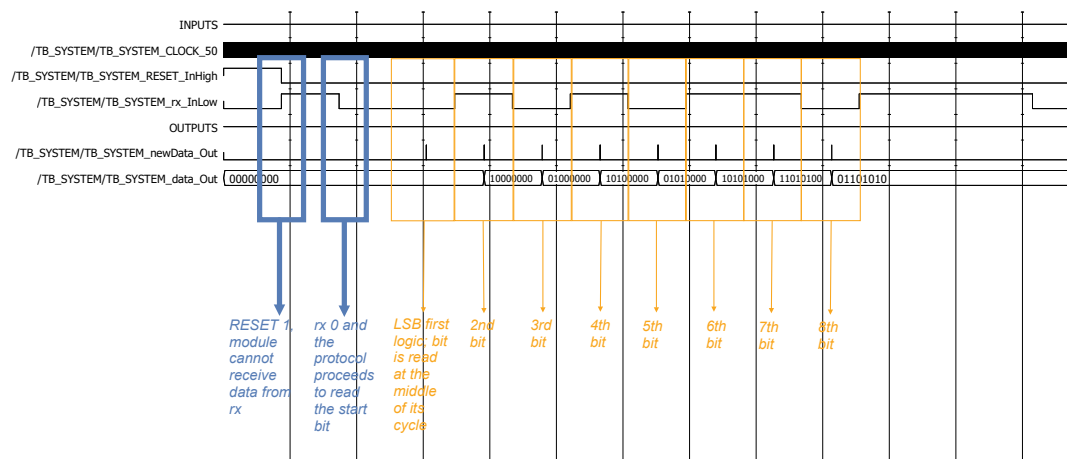 INPUTS
/TB_SYSTEM/TB_SYSTEM_CLOCK_50
/TB_SYSTEM/TB_SYSTEM_RESET_InHigh
/TB_SYSTEM/TB_SYSTEM_rx_InLow
OUTPUTS
/TB_SYSTEM/TB_SYSTEM_newData_Out
/TB_SYSTEM/TB_SYSTEM_data_Out
00000000
10000000
01000000
10100000
01010000
10101000
11010100
01101010
RESET 1,
module
cannot
receive
data from
rx
rx 0 and
the
protocol
proceeds
to read
the start
bit
LSB first
logic; bit
is read
at the
middle
of its
cycle
2nd
bit
3rd
bit
4th
bit
5th
bit
6th
bit
7th
bit
8th
bit